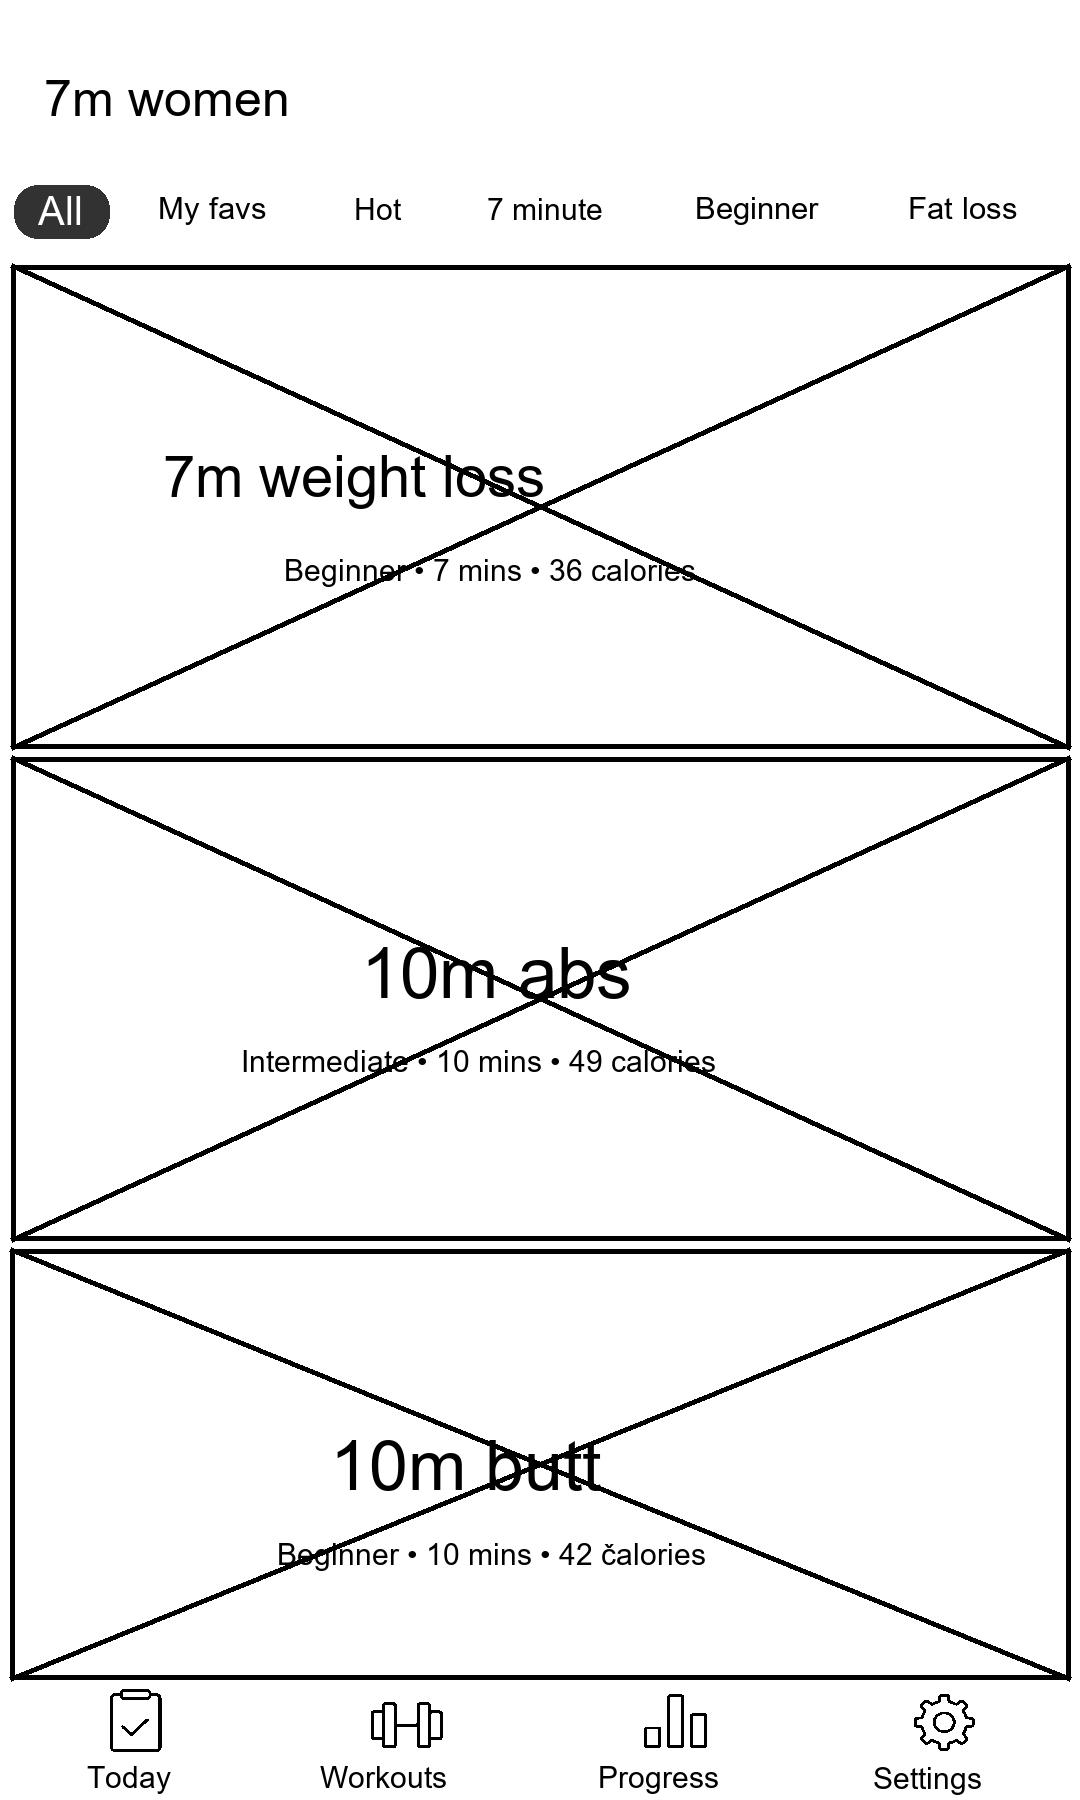 7m women
All My favs Hot 7 minute Beginner Fat loss
7m weight loss
Beginner • 7 mins • 36 calories
10m abs
Intermediate • 10 mins • 49 calories
10m butt
Beginner • 10 mins • 42 čalories
Today Workouts Progress Settings